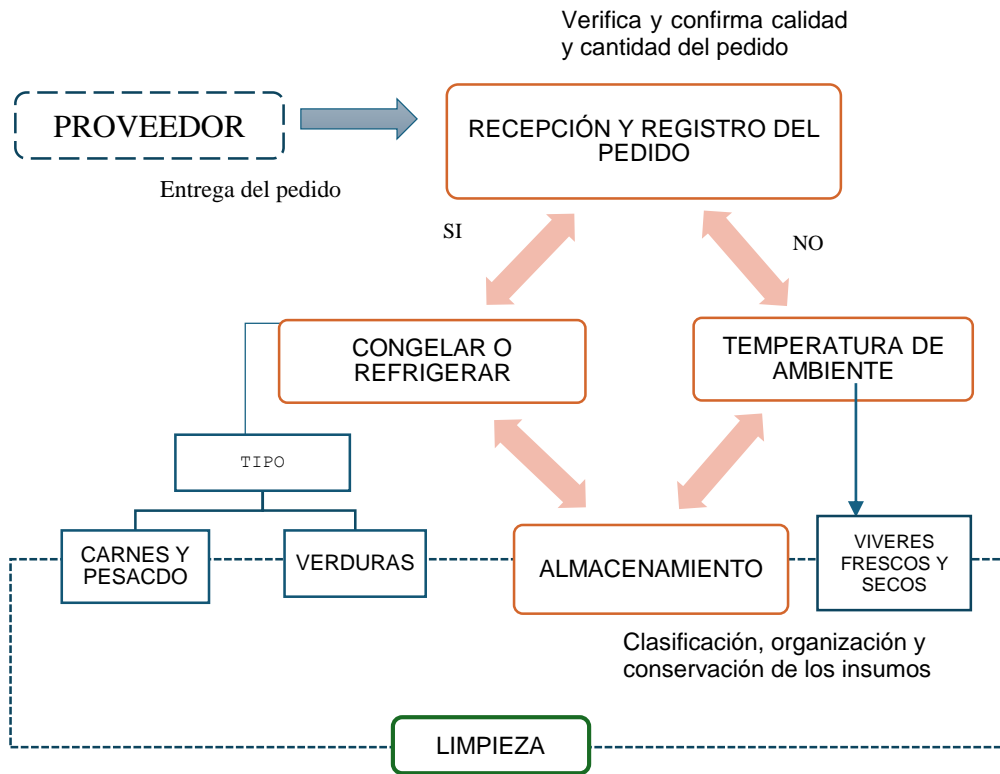 Verifica y confirma calidad
y cantidad del pedido
PROVEEDOR
RECEPCIÓN Y REGISTRO DEL
PEDIDO
Entrega del pedido
SI
NO
CONGELAR O
REFRIGERAR
TEMPERATURA DE
AMBIENTE
TIPO
CARNES Y
PESACDO
VERDURAS
ALMACENAMIENTO
VIVERES
FRESCOS Y
SECOS
Clasificación, organización y
conservación de los insumos
LIMPIEZA